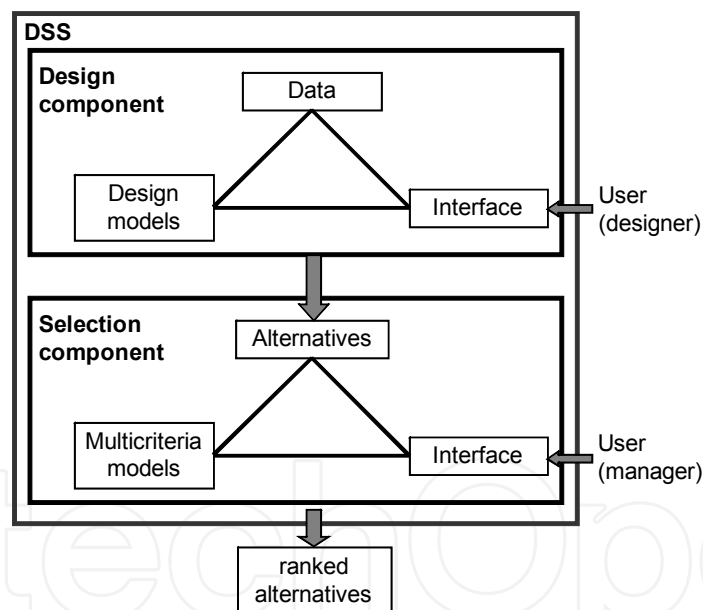 DSS
Design
component
Data
Design
models
Interface
User
(designer)
Selection
component
Alternatives
Multicriteria
models
Interface
User
(manager)
ranked
alternatives
techOpe